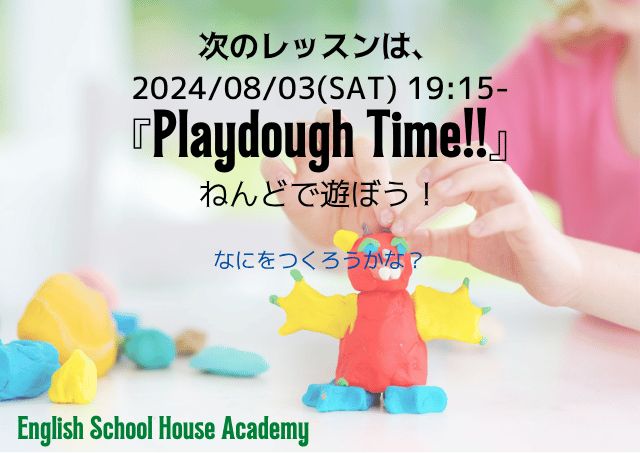 次のレッスンは、
2024/08/03(SAT) 19:15-
『Playdough Time!!』
ねんどで遊ぼう！
なにをつくろうかな？
English School House Academy